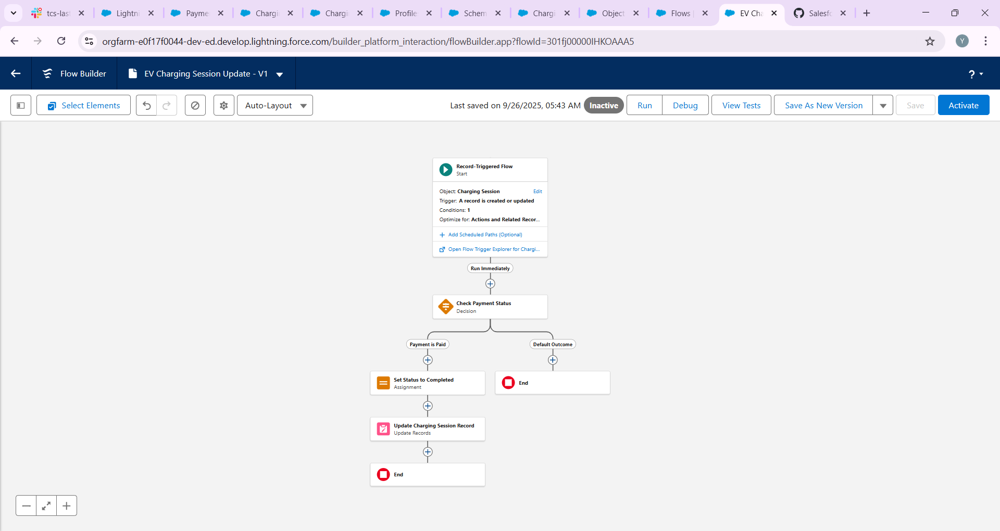 tcs-las
Lightni
Payme
Chargi
Chargi
Profile
Schem
Chargi
Object
Flows |
EV Cha
Salesfo
orgfarm-e0f17f0044-dev-ed.develop.lightning.force.com/builder_platform_interaction/flowBuilder.app?flowId=301fj00000IHKOAAA5
Y
Flow Builder
EV Charging Session Update - V1
?
Select Elements
Auto-Layout
Last saved on 9/26/2025, 05:43 AM
Inactive
Run
Debug
View Tests
Save As New Version
Save
Activate
Record-Triggered Flow
Start
Object: Charging Session
Edit
Trigger: A record is created or updated
Conditions: 1
Optimize for: Actions and Related Recor...
Add Scheduled Paths (Optional)
Open Flow Trigger Explorer for Chargi...
Run Immediately
Check Payment Status
Decision
Payment is Paid
Default Outcome
Set Status to Completed
Assignment
End
Update Charging Session Record
Update Records
End